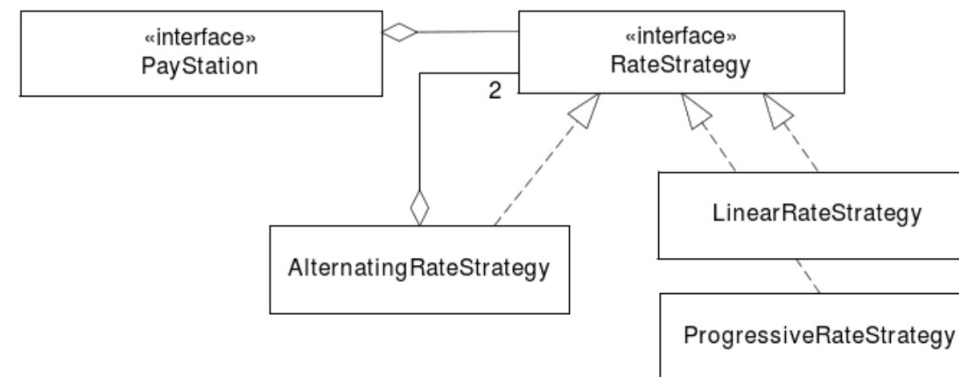 «interface»
PayStation
«interface»
RateStrategy
2
AlternatingRateStrategy
LinearRateStrategy
ProgressiveRateStrategy